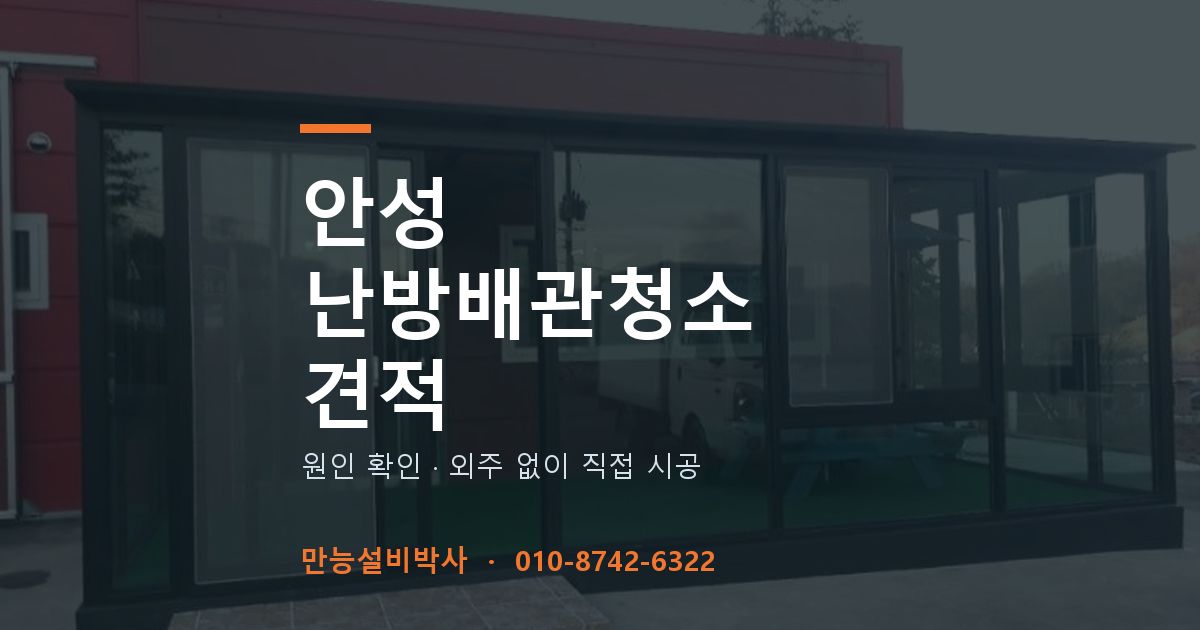 안성
난방배관청소
견적
원인 확인 · 외주 없이 직접 시공
만능설비박사 · 010-8742-6322